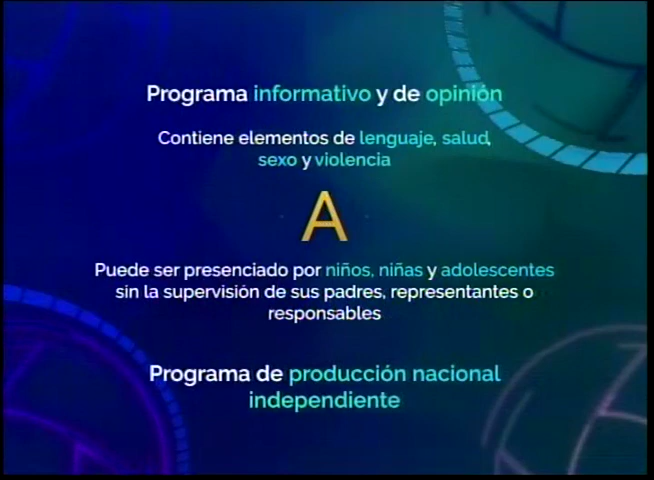 Programa informativo y de opinión
Contiene elementos de lenguaje, salud,
sexo y violencia
A
Puede ser presenciado por niños, niñas y adolescentes
sin la supervisión de sus padres, representantes o
responsables
Programa de producción nacional
independiente